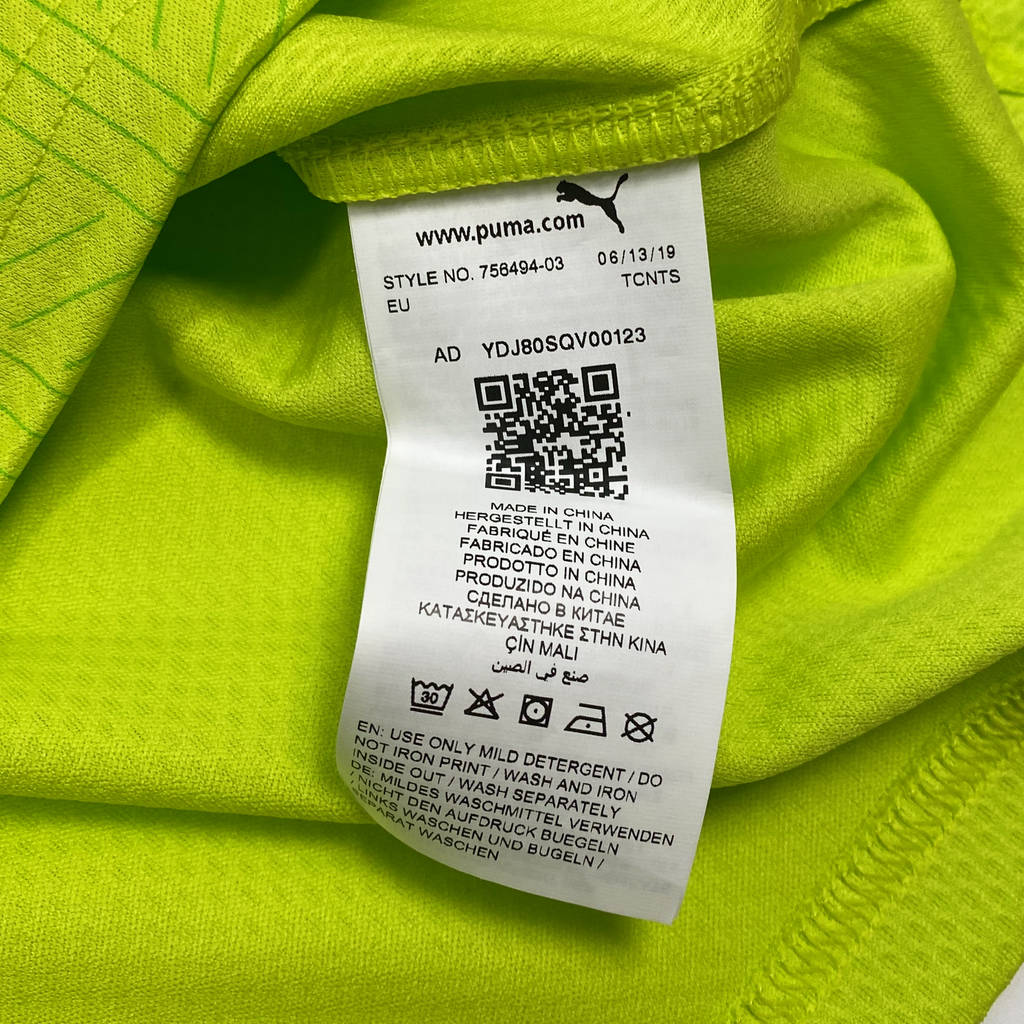 www.puma.com
STYLE NO. 756494-03 06/13/19
EU TCNTS
AD YDJ80SQV00123
MADE IN CHINA
HERGESTELLT IN CHINA
FABRIQUÉ EN CHINE
FABRICADO EN CHINA
PRODOTTO IN CHINA
PRODUZIDO NA CHINA
СДЕЛАНО В КИТАЕ
ΚΑΤΑΣΚΕΥΑΣΤΗΚΕ ΣΤΗΝ ΚΙΝΑ
ÇİN MALI
صنع في الصين
30
EN: USE ONLY MILD DETERGENT / DO
NOT IRON PRINT / WASH AND IRON
INSIDE OUT / WASH SEPARATELY
DE: MILDES WASCHMITTEL VERWENDEN
/ NICHT DEN AUFDRUCK BUEGELN
/ LINKS WASCHEN UND BUGELN /
SEPARAT WASCHEN